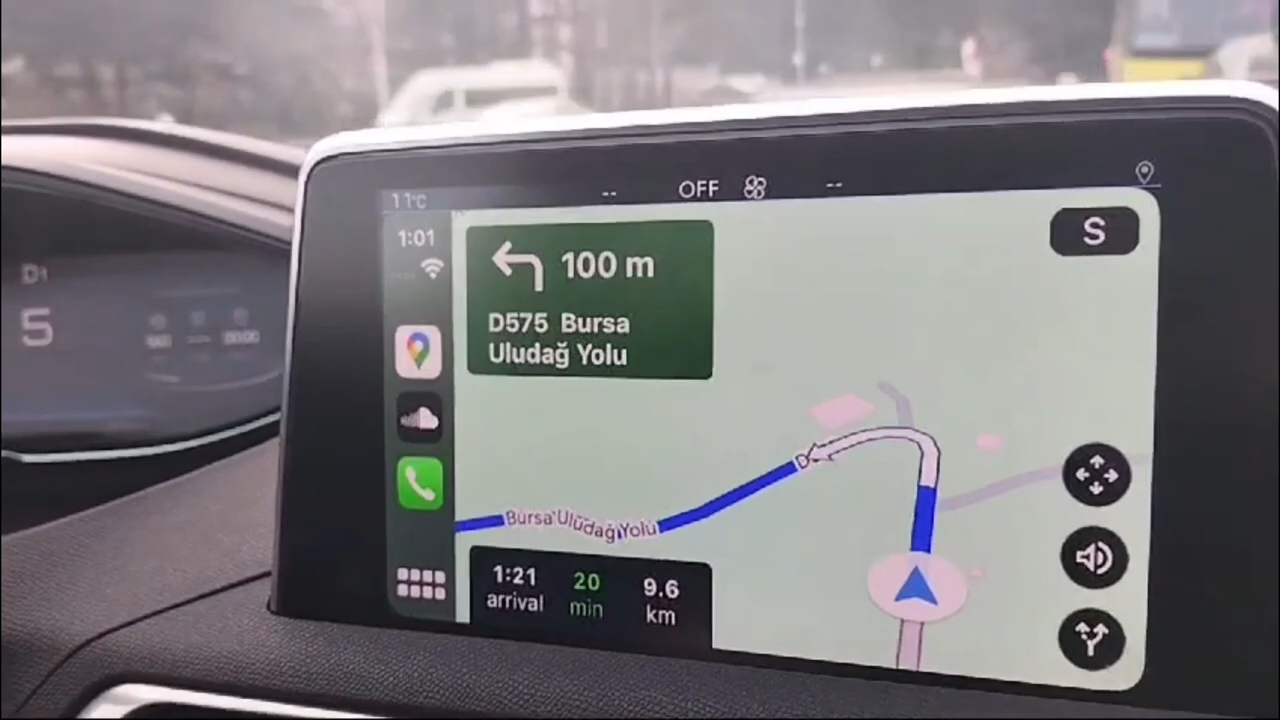 11°C
-- OFF --
1:01
S
100 m
D575 Bursa
Uludağ Yolu
D
Bursa Uludağ Yolu
1:21 20 9.6
arrival min km
D1
5